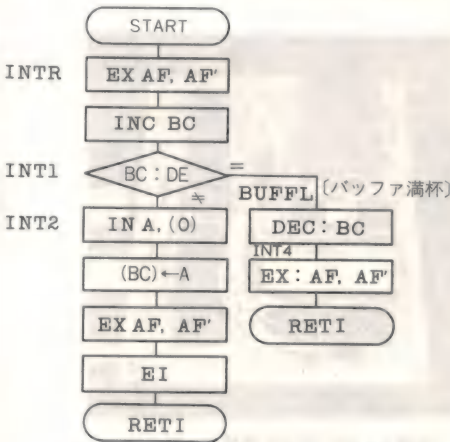 START
INTR
EX AF, AF'
INC BC
INT1
BC : DE
=
≠
BUFFL
〔バッファ満杯〕
INT2
IN A, (0)
DEC : BC
INT4
(BC)←A
EX : AF, AF'
EX AF, AF'
RETI
EI
RETI